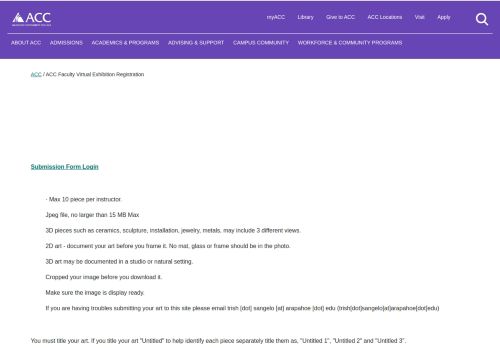 ACC
myACC Library Give to ACC ACC Locations Visit Apply
ABOUT ACC ADMISSIONS ACADEMICS & PROGRAMS ADVISING & SUPPORT CAMPUS COMMUNITY WORKFORCE & COMMUNITY PROGRAMS
ACC / ACC Faculty Virtual Exhibition Registration
Submission Form Login
· Max 10 piece per instructor.
Jpeg file, no larger than 15 MB Max
3D pieces such as ceramics, sculpture, installation, jewelry, metals, may include 3 different views.
2D art - document your art before you frame it. No mat, glass or frame should be in the photo.
3D art may be documented in a studio or natural setting.
Cropped your image before you download it.
Make sure the image is display ready.
If you are having troubles submitting your art to this site please email trish [dot] sangelo [at] arapahoe [dot] edu (trish[dot]sangelo[at]arapahoe[dot]edu)
You must title your art. if you title your art "Untitled" to help identify each piece separately title them as, "Untitled 1", "Untitled 2" and "Untitled 3".